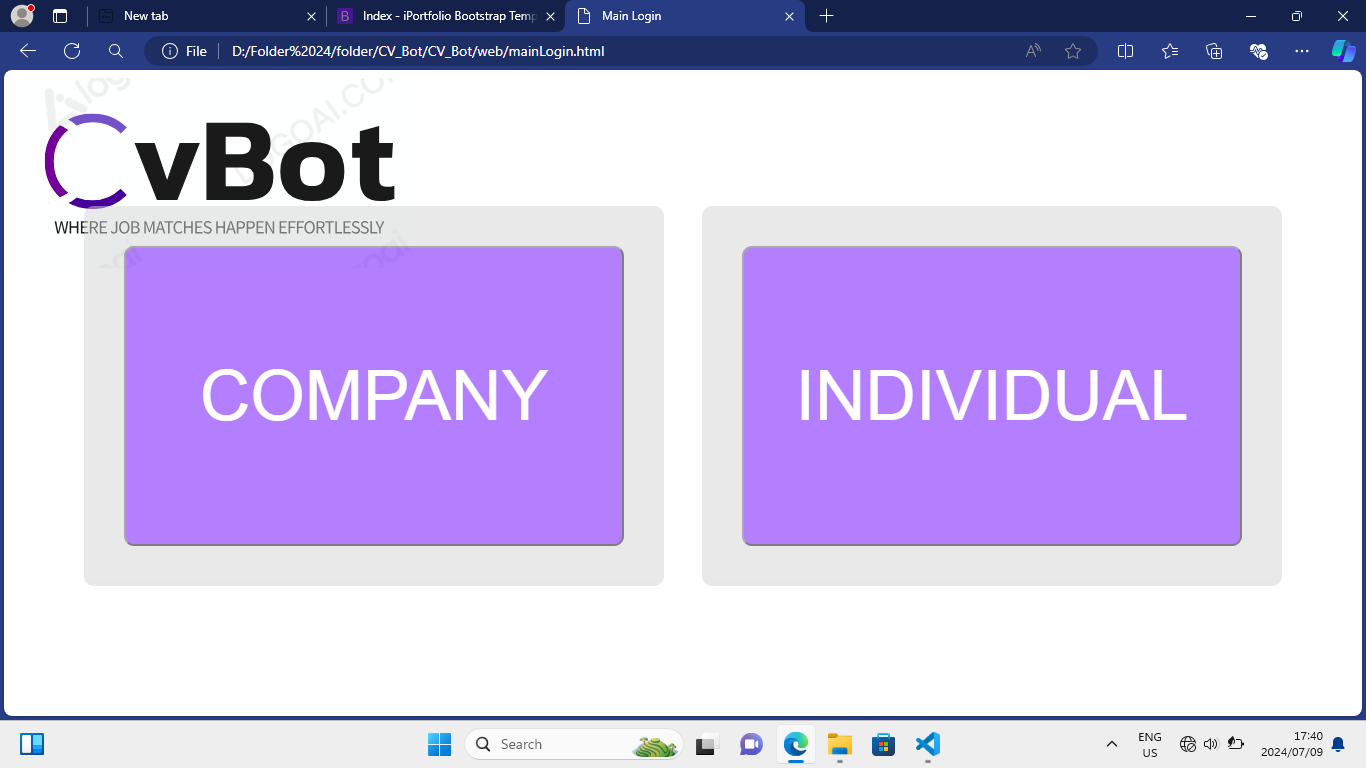 New tab
Index - iPortfolio Bootstrap Temp
Main Login
File
D:/Folder%2024/folder/CV_Bot/CV_Bot/web/mainLogin.html
CvBot
WHERE JOB MATCHES HAPPEN EFFORTLESSLY
COMPANY
INDIVIDUAL
Search
ENG
US
17:40
2024/07/09